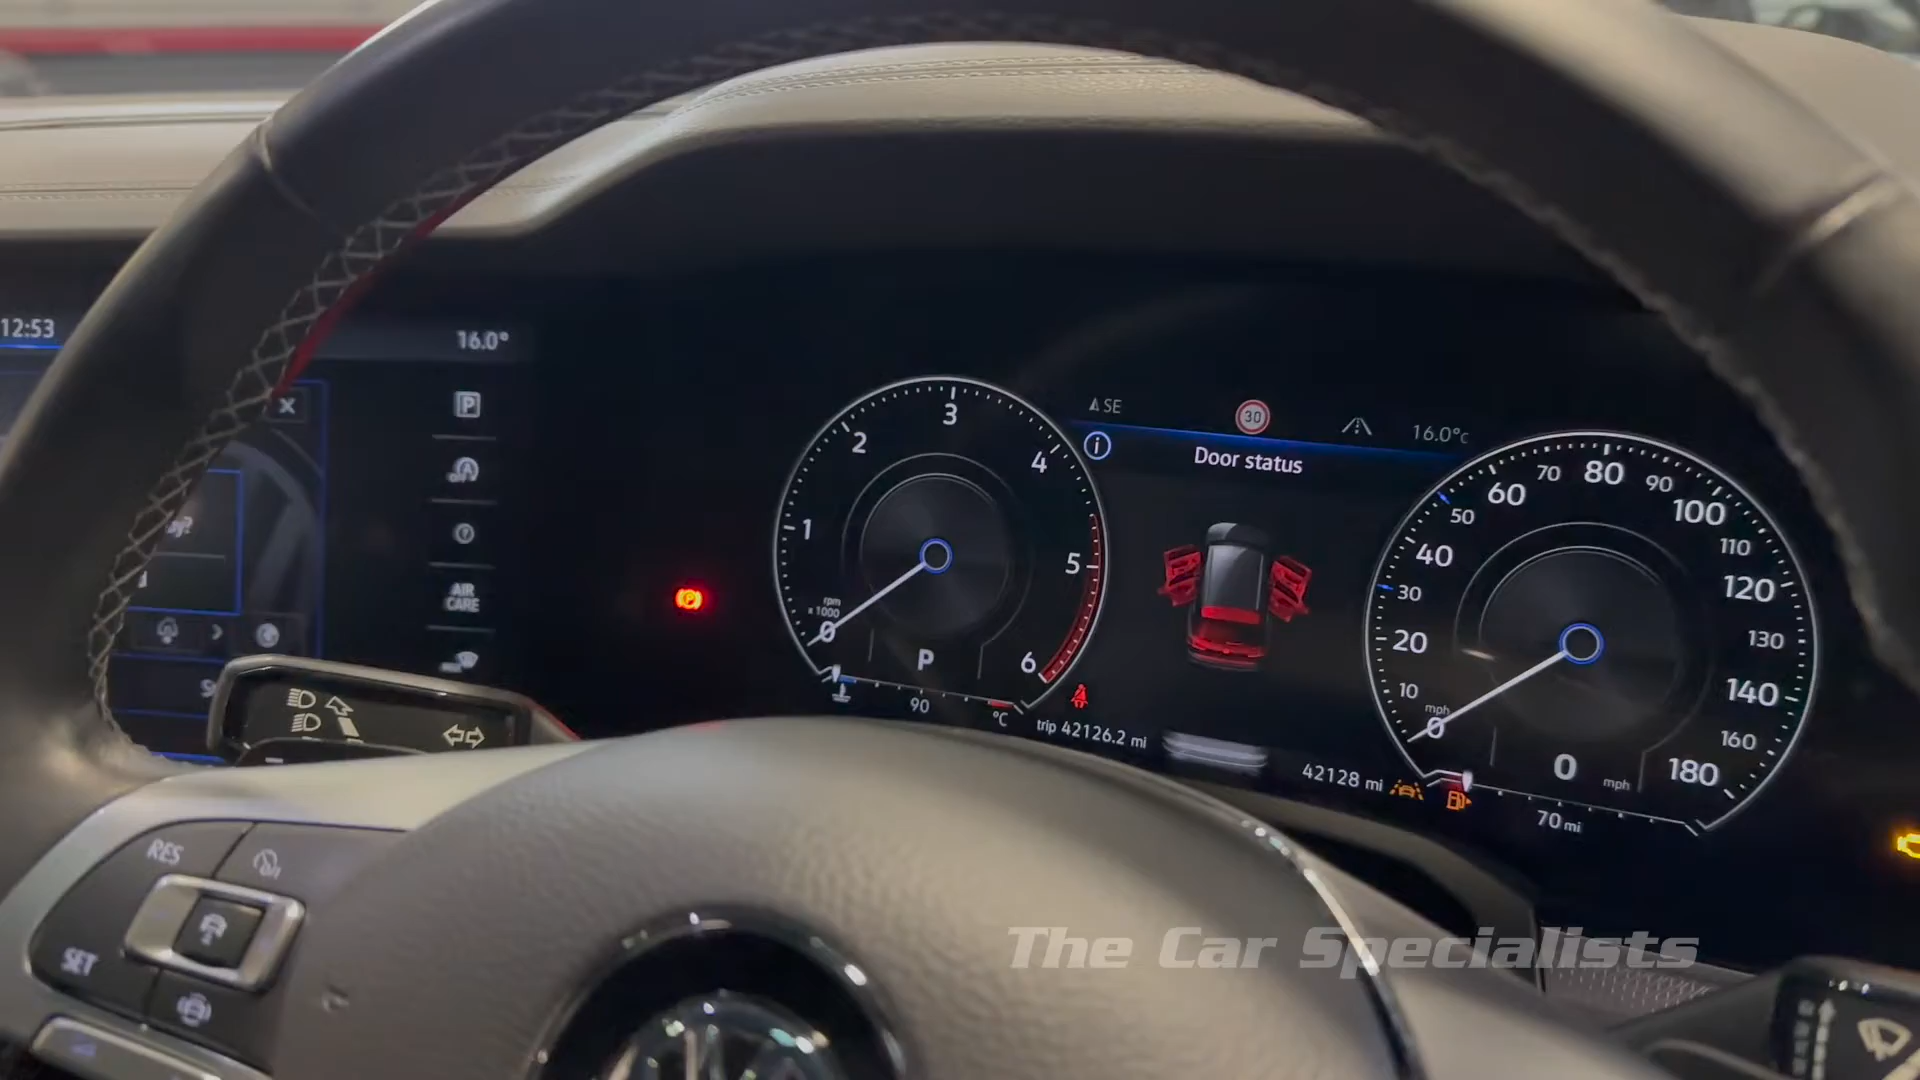 12:53
16.0°
P
AIR
CARE
RES
SET
1
2
3
4
5
6
0
rpm
x 1000
P
90
°C
trip 42126.2 mi
SE
30
16.0°C
i
Door status
42128 mi
0
10
20
30
40
50
60
70
80
90
100
110
120
130
140
160
180
mph
0 mph
70 mi
The Car Specialists